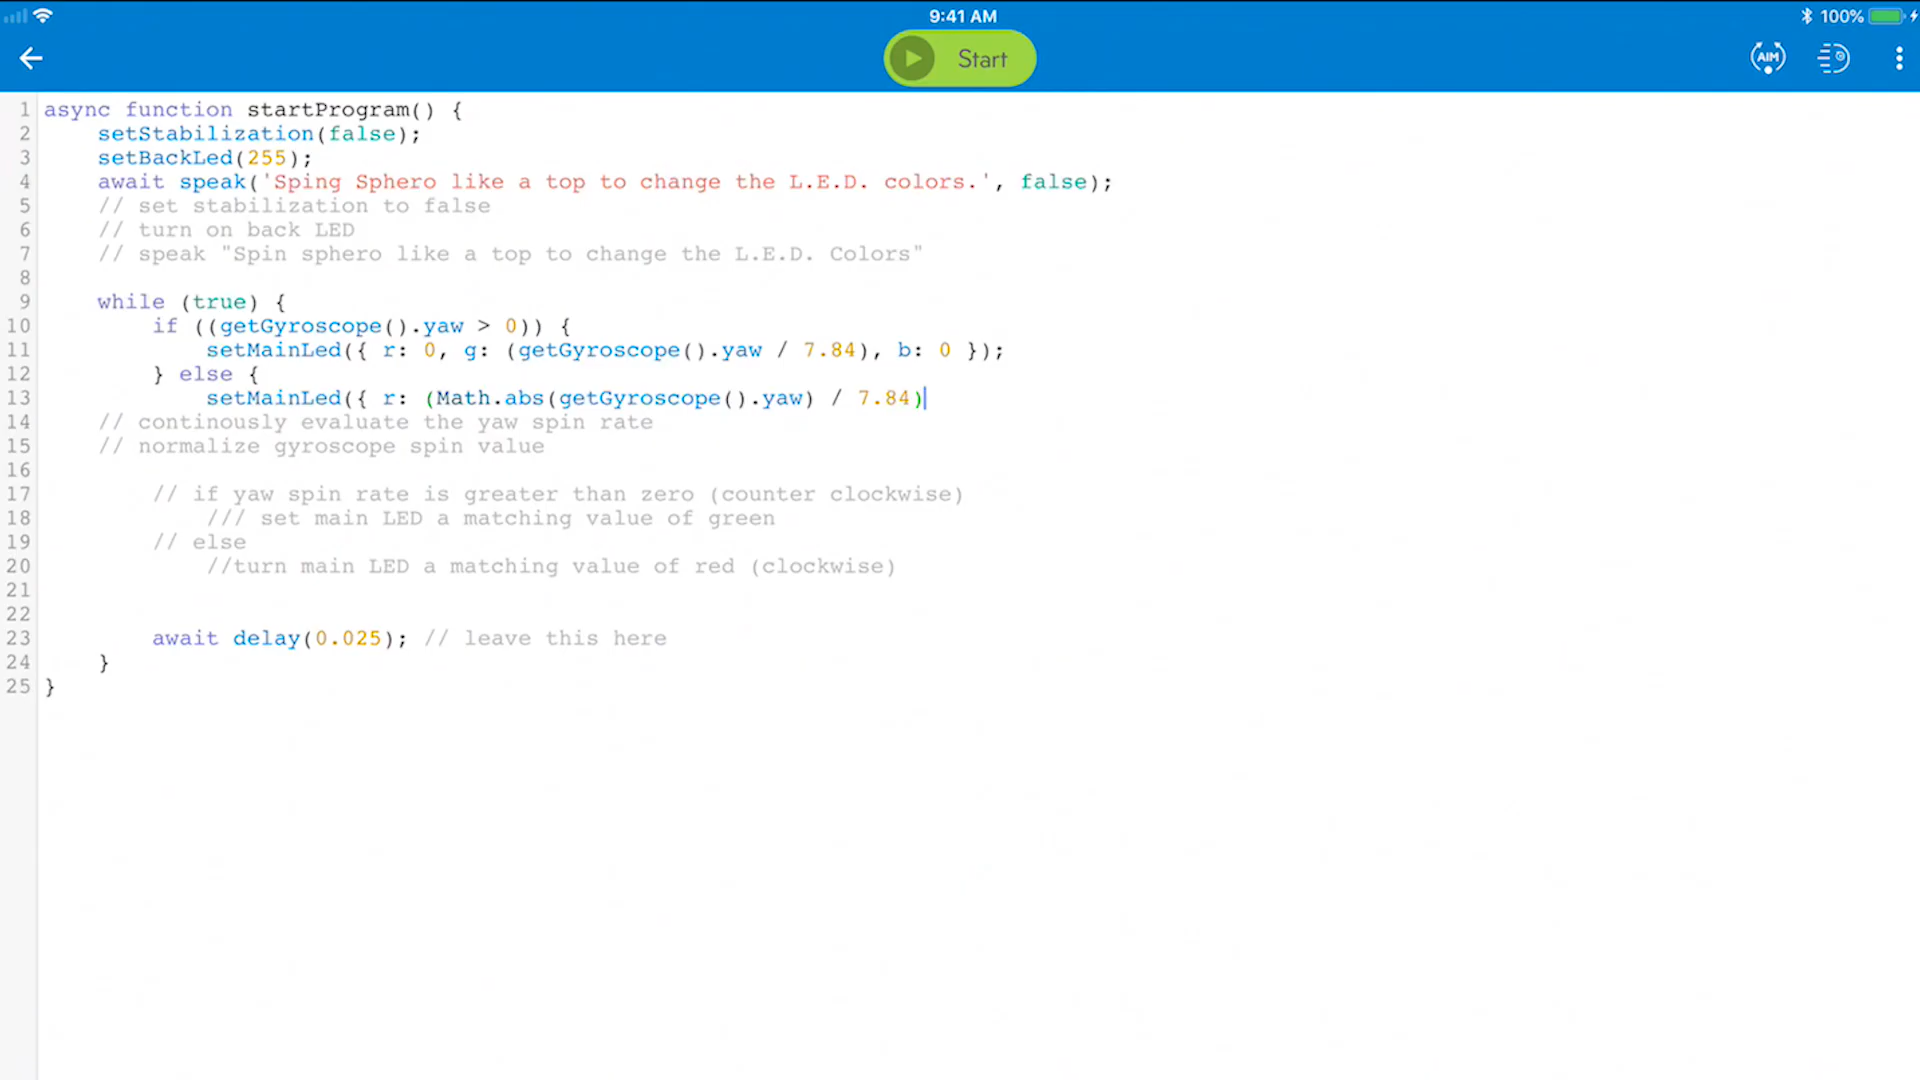 9:41 AM
100%
Start
AIM
1 async function startProgram() {
2 setStabilization(false);
3 setBackLed(255);
4 await speak('Sping Sphero like a top to change the L.E.D. colors.', false);
5 // set stabilization to false
6 // turn on back LED
7 // speak "Spin sphero like a top to change the L.E.D. Colors"
8
9 while (true) {
10 if ((getGyroscope().yaw > 0)) {
11 setMainLed({ r: 0, g: (getGyroscope().yaw / 7.84), b: 0 });
12 } else {
13 setMainLed({ r: (Math.abs(getGyroscope().yaw) / 7.84)
14 // continously evaluate the yaw spin rate
15 // normalize gyroscope spin value
16
17 // if yaw spin rate is greater than zero (counter clockwise)
18 /// set main LED a matching value of green
19 // else
20 //turn main LED a matching value of red (clockwise)
21
22
23 await delay(0.025); // leave this here
24 }
25 }